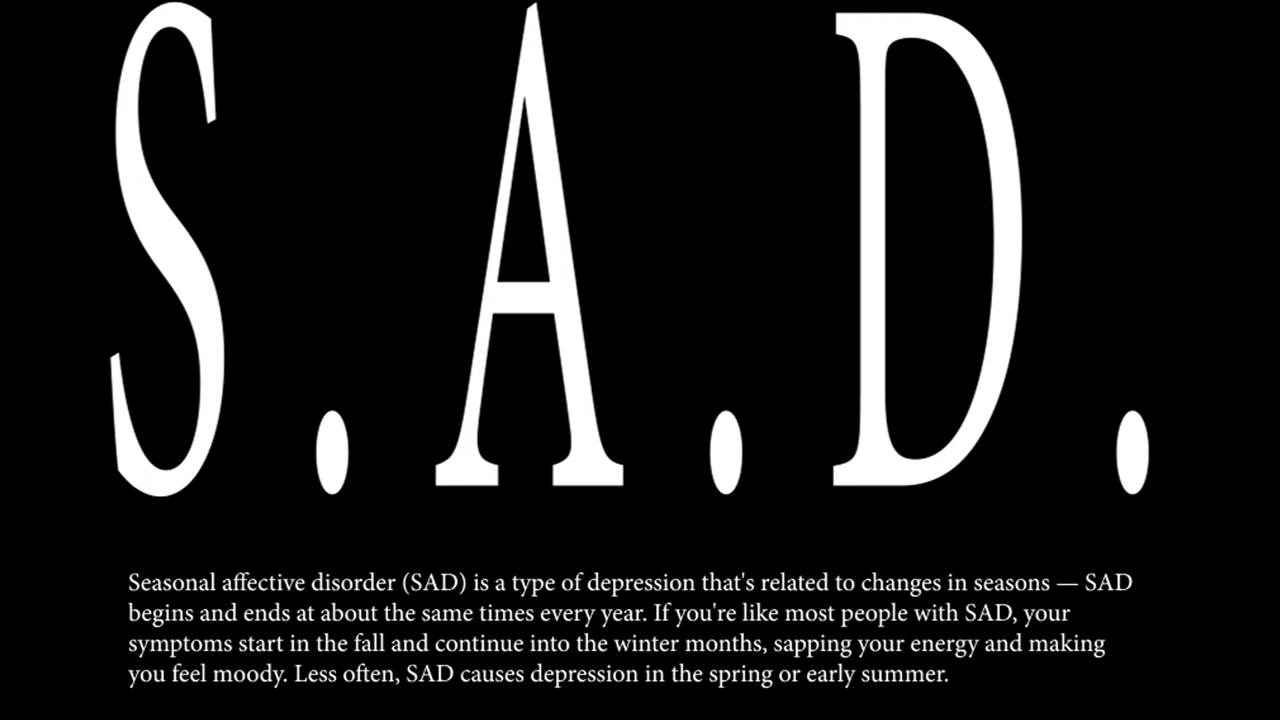 S.A.D.
Seasonal affective disorder (SAD) is a type of depression that's related to changes in seasons — SAD
begins and ends at about the same times every year. If you're like most people with SAD, your
symptoms start in the fall and continue into the winter months, sapping your energy and making
you feel moody. Less often, SAD causes depression in the spring or early summer.